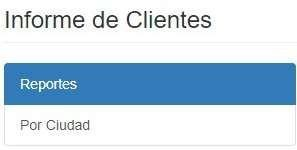 Informe de Clientes
Reportes
Por Ciudad